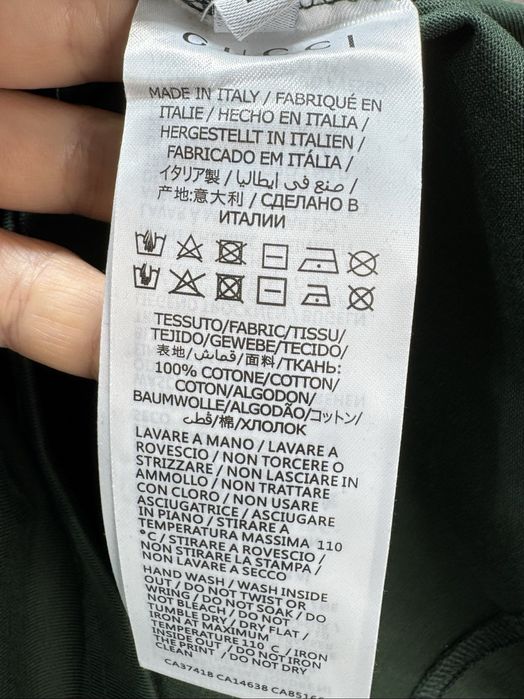 GUCCI
MADE IN ITALY / FABRIQUÉ EN
ITALIE / HECHO EN ITALIA /
HERGESTELLT IN ITALIEN /
FABRICADO EM ITÁLIA /
イタリア製 / صنع فى ايطاليا /
产地:意大利 / СДЕЛАНО В
ИТАЛИИ
TESSUTO/FABRIC/TISSU/
TEJIDO/GEWEBE/TECIDO/
表地/قماش/面料/ТКАНЬ:
100% COTONE/COTTON/
COTON/ALGODON/
BAUMWOLLE/ALGODÃO/コットン/
قطن/棉/ХЛОПОК
LAVARE A MANO / LAVARE A
ROVESCIO / NON TORCERE O
STRIZZARE / NON LASCIARE IN
AMMOLLO / NON TRATTARE
CON CLORO / NON USARE
ASCIUGATRICE / ASCIUGARE
IN PIANO / STIRARE A
TEMPERATURA MASSIMA 110
°C / STIRARE A ROVESCIO /
NON STIRARE LA STAMPA /
NON LAVARE A SECCO
HAND WASH / WASH INSIDE
OUT / DO NOT TWIST OR
WRING / DO NOT SOAK / DO
NOT BLEACH / DO NOT
TUMBLE DRY / DRY FLAT /
IRON AT MAXIMUM
TEMPERATURE 110 C / IRON
INSIDE OUT / DO NOT IRON
THE PRINT / DO NOT DRY
CLEAN
CA37418 CA14638